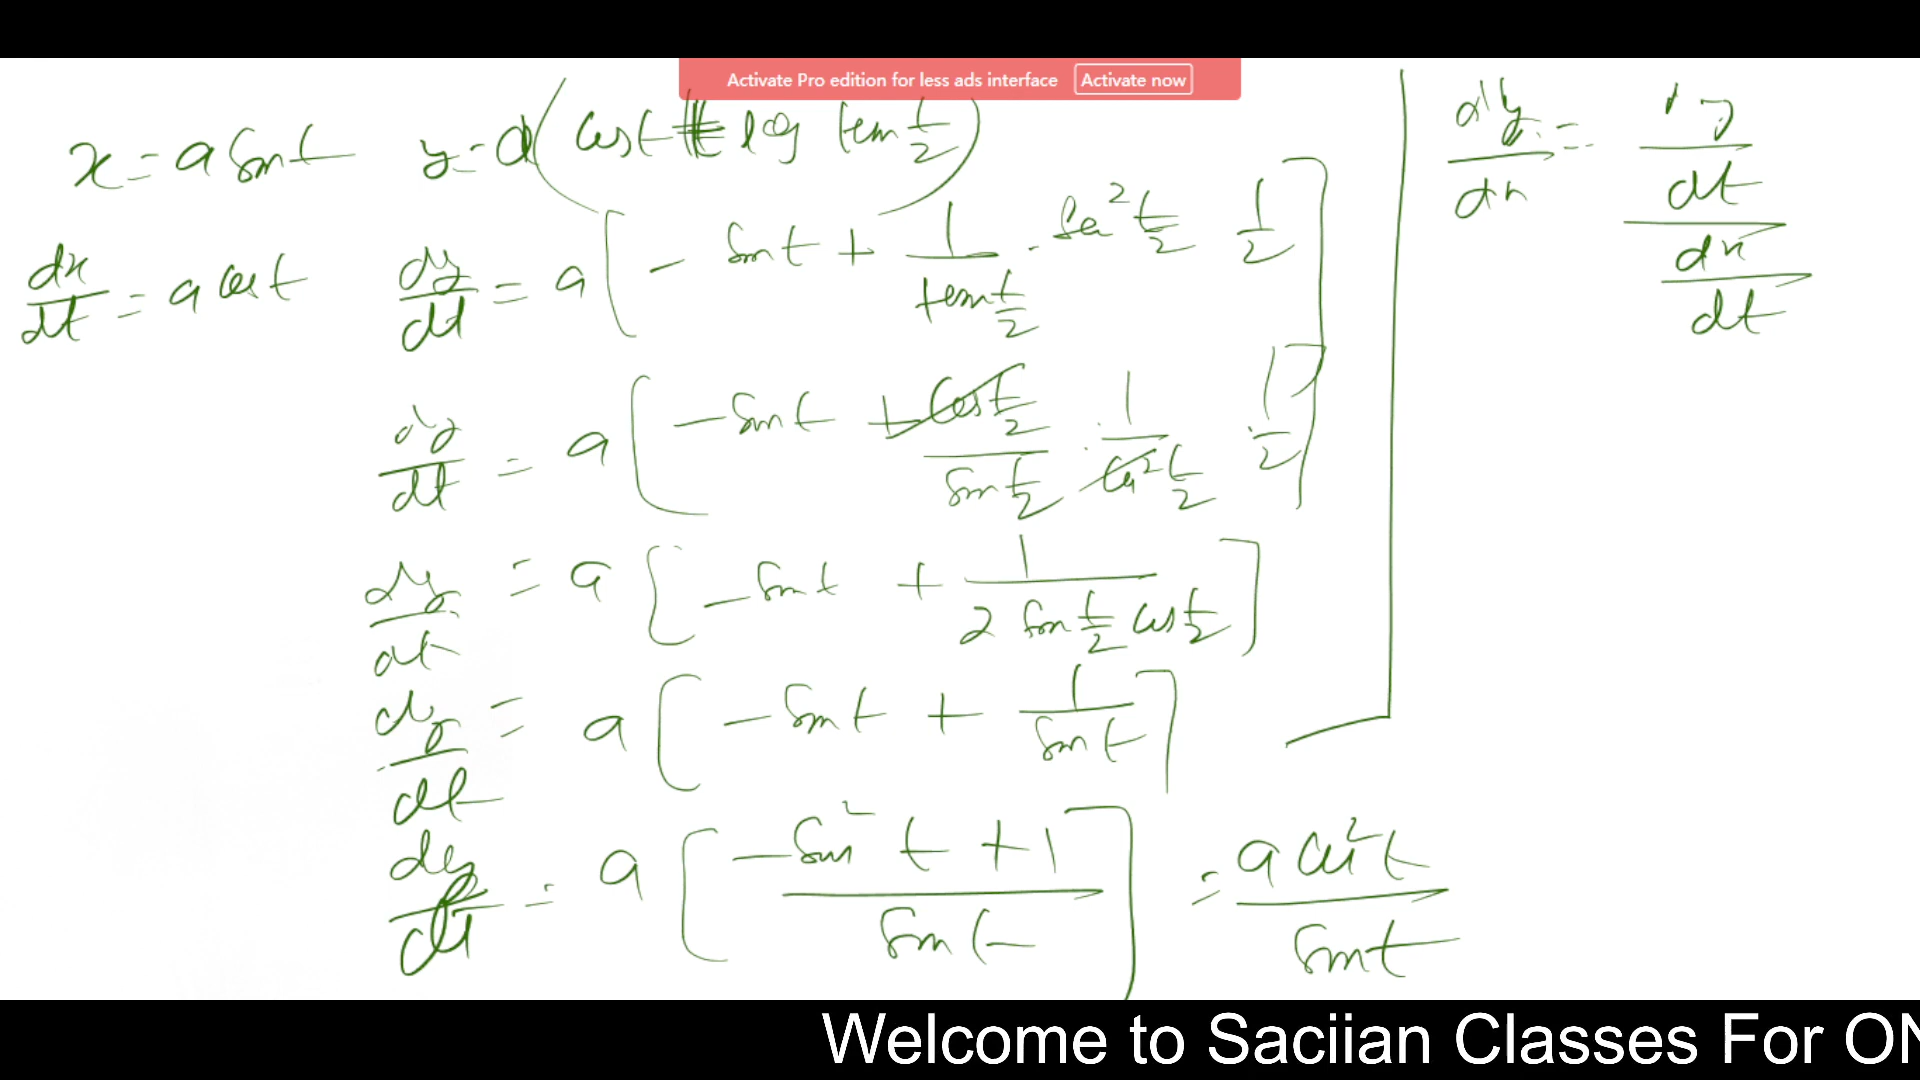 Activate Pro edition for less ads interface Activate now
x = a sin t y = a(cos t + log tan t/2)
dx/dt = a cos t dy/dt = a[- sin t + 1/(tan t/2) . sec² t/2 1/2]
dy/dt = a[- sin t + (cos t/2)/(sin t/2) . 1/(cos² t/2) . 1/2]
dy/dt = a[- sin t + 1/(2 sin t/2 cos t/2)]
dy/dt = a[- sin t + 1/(sin t)]
dy/dt = a[(- sin² t + 1)/(sin t)] = (a cos² t)/(sin t)
dy/dx = (dy/dt)/(dx/dt)
Welcome to Saciian Classes For ON